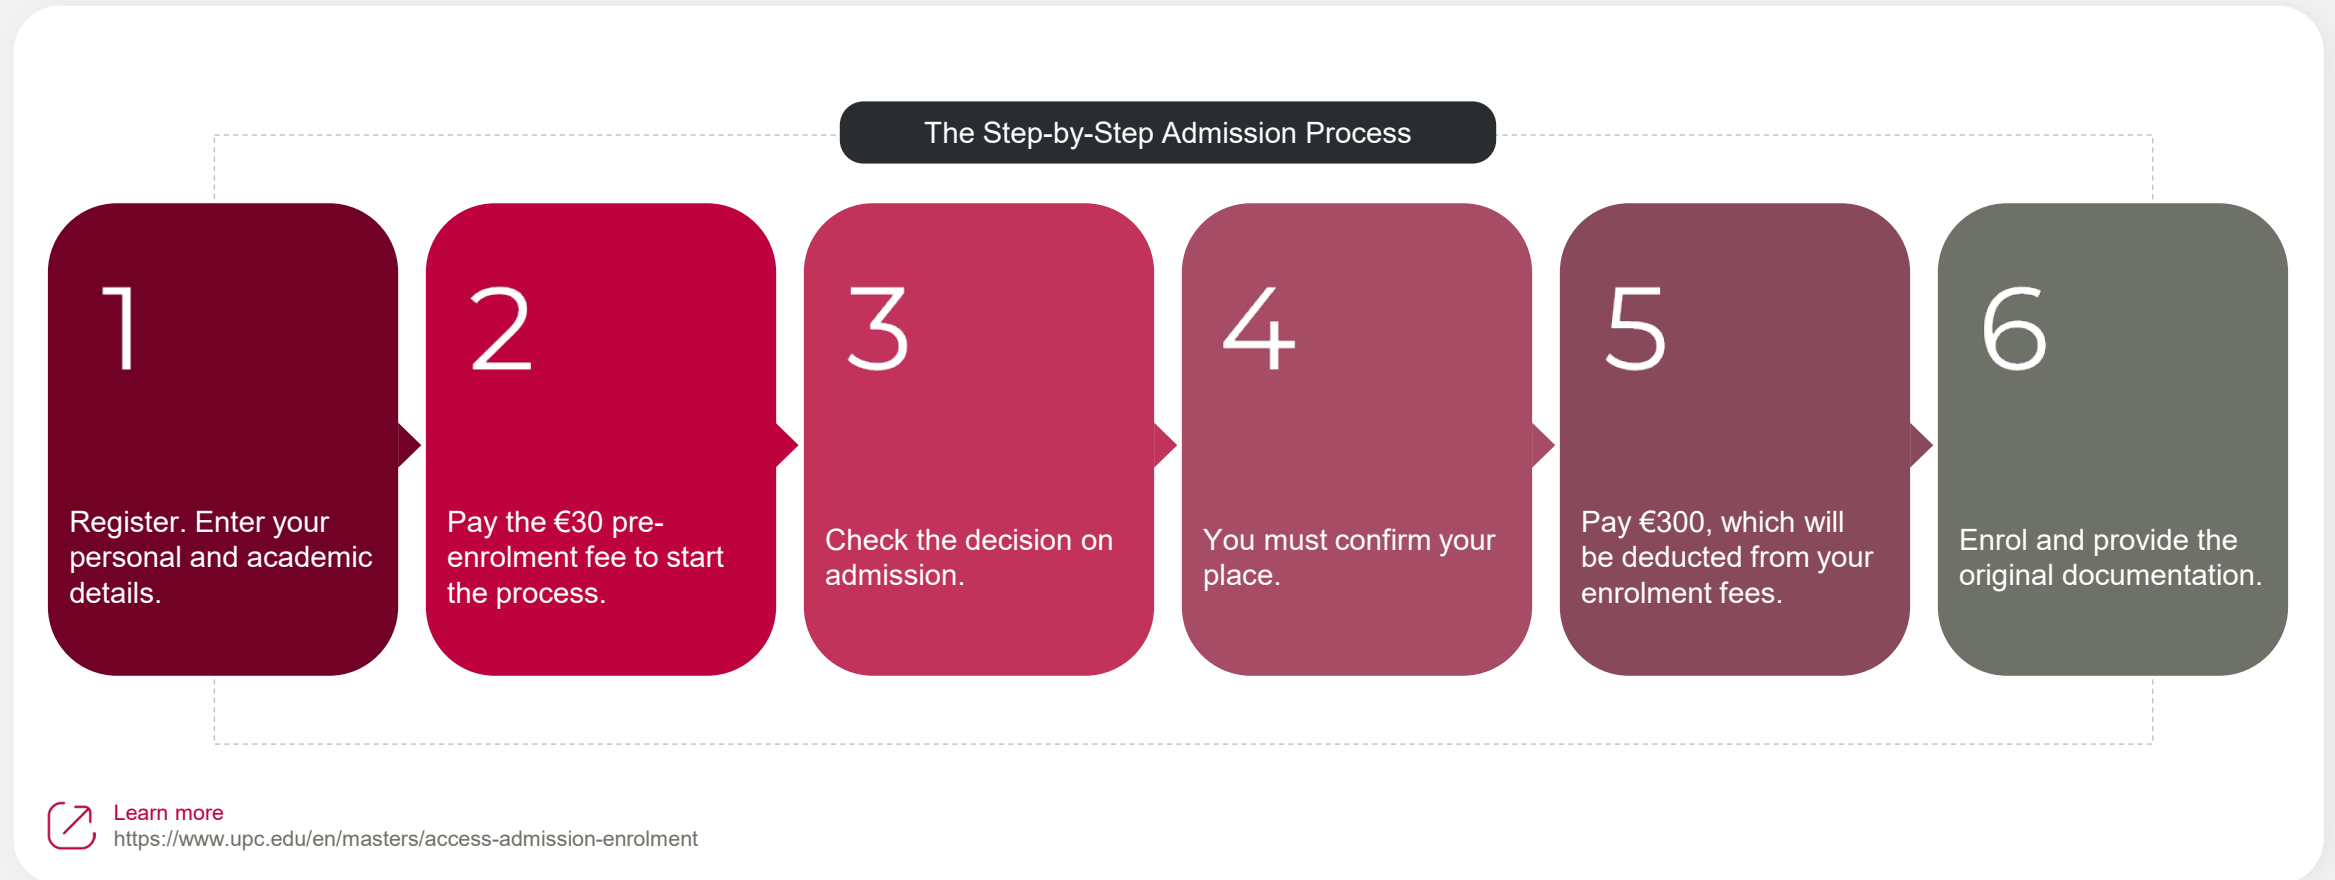 The Step-by-Step Admission Process
1
Register. Enter your
personal and academic
details.
2
Pay the €30 pre-
enrolment fee to start
the process.
3
Check the decision on
admission.
4
You must confirm your
place.
5
Pay €300, which will
be deducted from your
enrolment fees.
6
Enrol and provide the
original documentation.
Learn more
https://www.upc.edu/en/masters/access-admission-enrolment